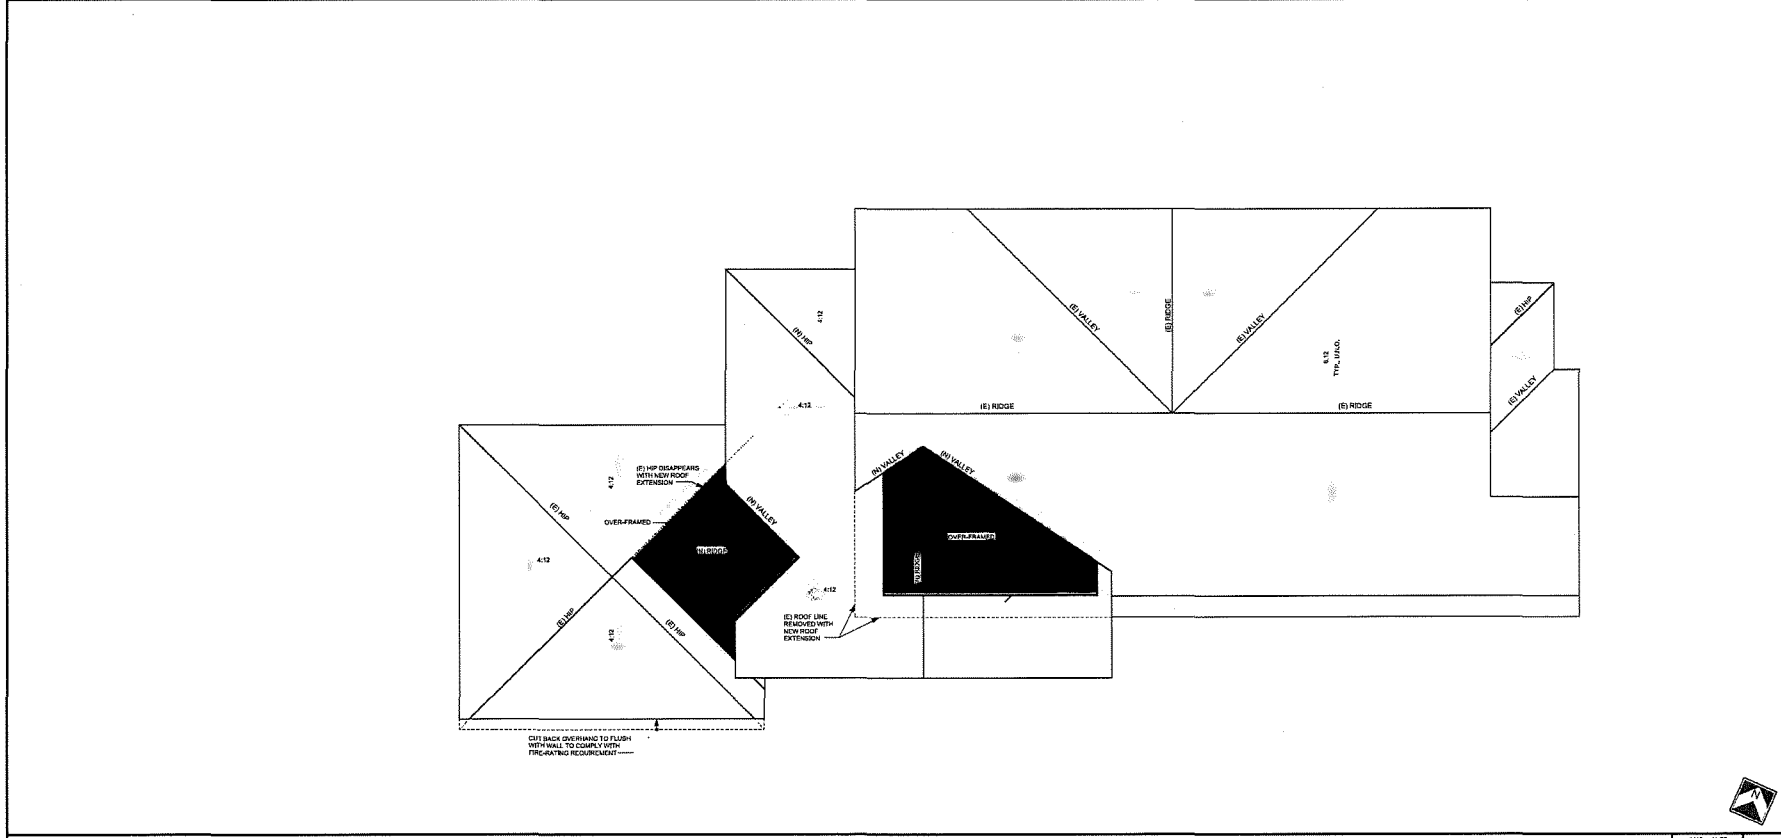 4:12
(N) HIP
(E) VALLEY
(E) RIDGE
(E) VALLEY
(E) HIP
6:12
TYP., U.N.O.
(E) VALLEY
4:12
(E) RIDGE
(E) RIDGE
(N) VALLEY
(N) VALLEY
(E) HIP DISAPPEARS
WITH NEW ROOF
EXTENSION
4:12
(E) HIP
(N) VALLEY
OVER-FRAMED
(N) RIDGE
OVER-FRAMED
4:12
(N) RIDGE
4:12
(E) HIP
(E) HIP
4:12
(E) ROOF LINE
REMOVED WITH
NEW ROOF
EXTENSION
CUT BACK OVERHANG TO FLUSH
WITH WALL TO COMPLY WITH
FIRE-RATING REQUIREMENT
N